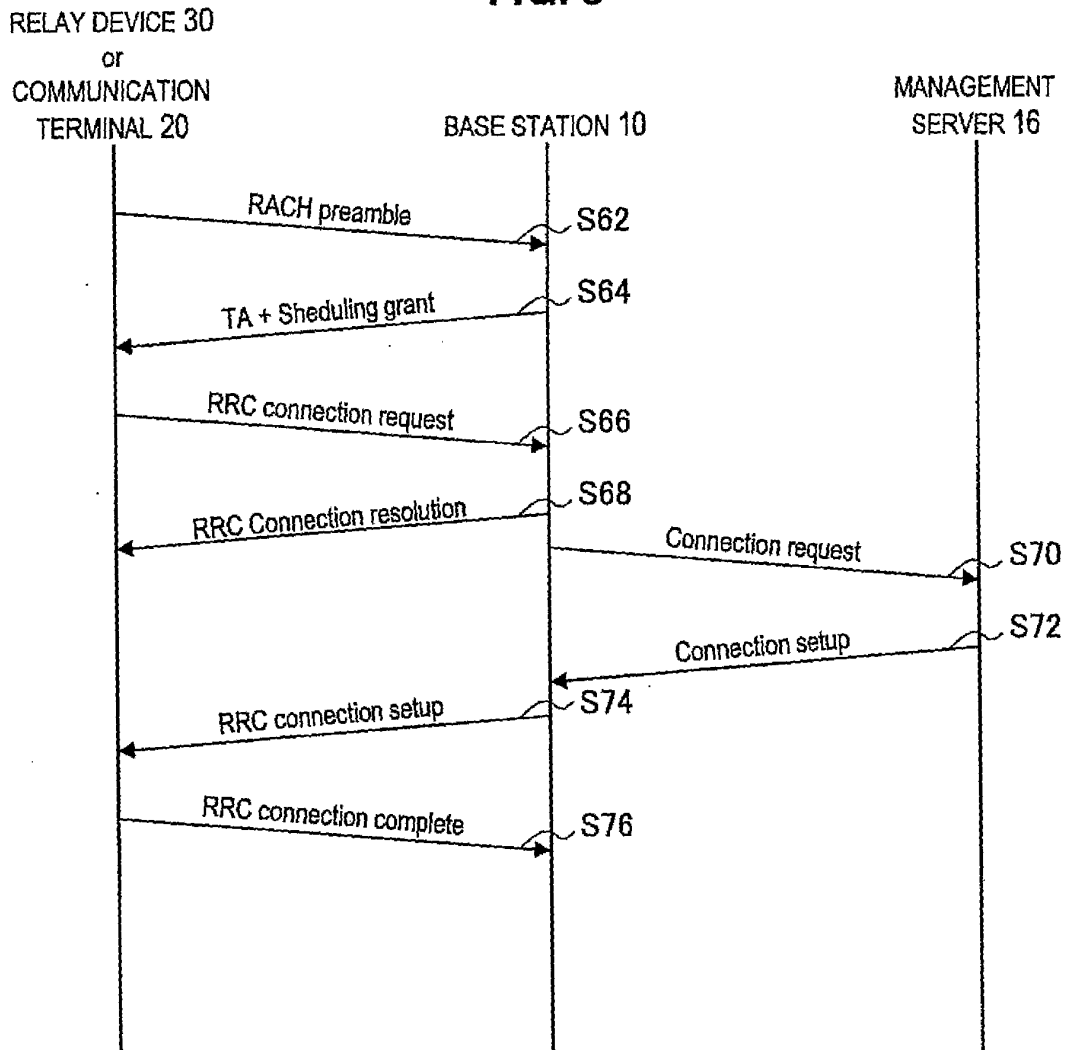 RELAY DEVICE 30
or
COMMUNICATION
TERMINAL 20
BASE STATION 10
MANAGEMENT
SERVER 16
RACH preamble
S62
TA + Sheduling grant
S64
RRC connection request
S66
RRC Connection resolution
S68
Connection request
S70
Connection setup
S72
RRC connection setup
S74
RRC connection complete
S76